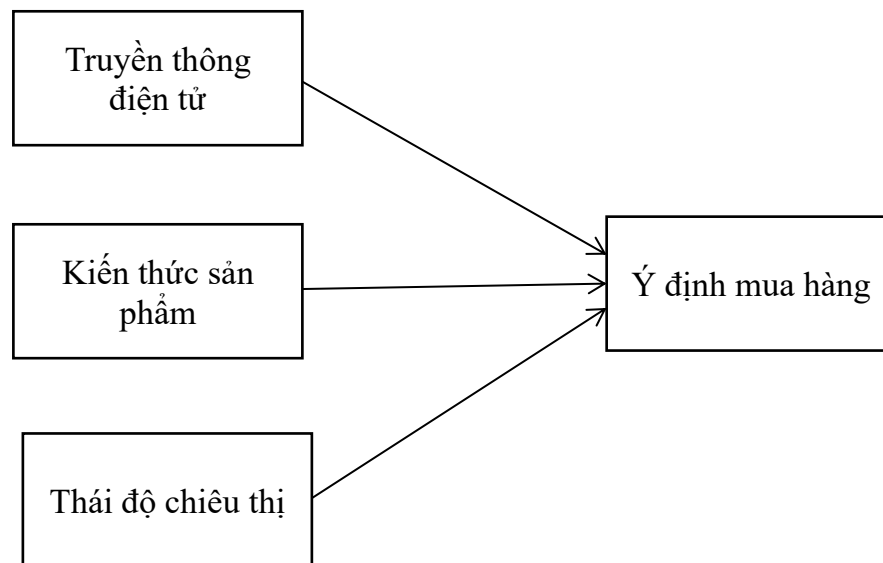 Truyền thông
điện tử
Kiến thức sản
phẩm
Ý định mua hàng
Thái độ chiêu thị